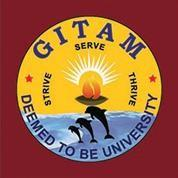 GITAM
STRIVE
SERVE
THRIVE
DEEMED TO BE UNIVERSITY